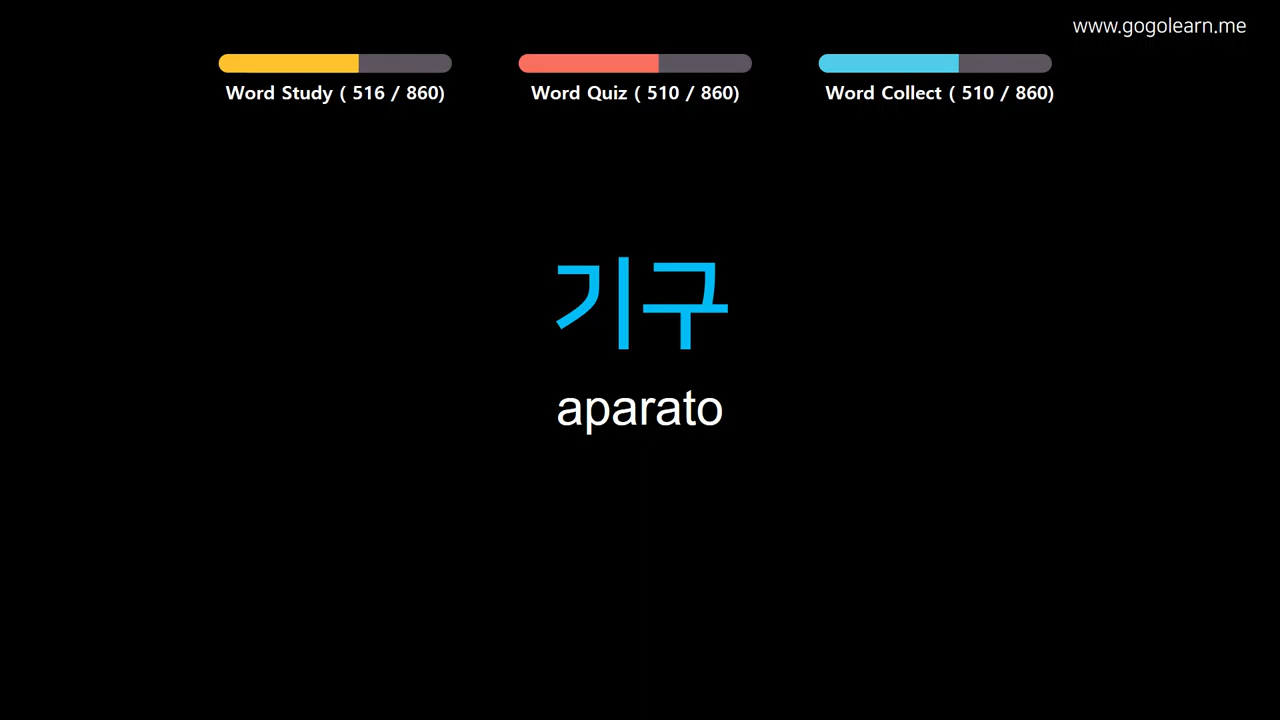 www.gogolearn.me
Word Study ( 516 / 860)
Word Quiz ( 510 / 860)
Word Collect ( 510 / 860)
기구
aparato